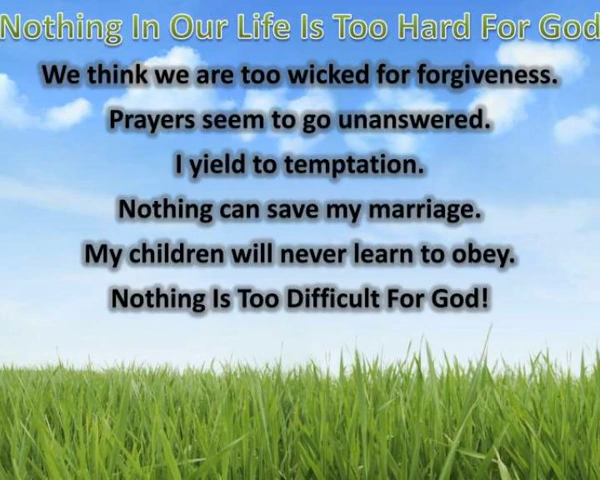 Nothing In Our Life Is Too Hard For God
We think we are too wicked for forgiveness.
Prayers seem to go unanswered.
I yield to temptation.
Nothing can save my marriage.
My children will never learn to obey.
Nothing Is Too Difficult For God!